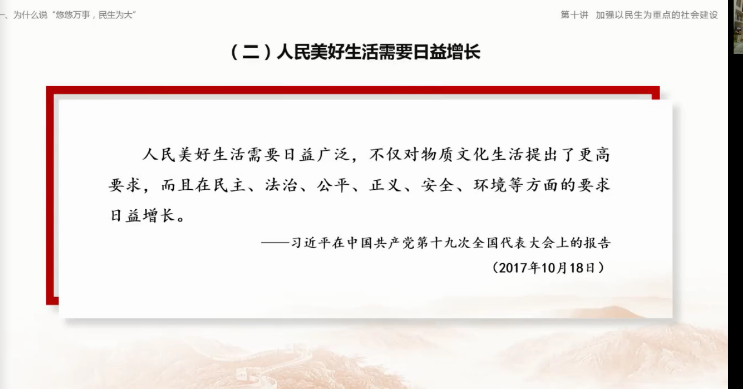 一、为什么说“悠悠万事，民生为大”
第十讲 加强以民生为重点的社会建设
（二）人民美好生活需要日益增长
人民美好生活需要日益广泛，不仅对物质文化生活提出了更高
要求，而且在民主、法治、公平、正义、安全、环境等方面的要求
日益增长。
——习近平在中国共产党第十九次全国代表大会上的报告
（2017年10月18日）